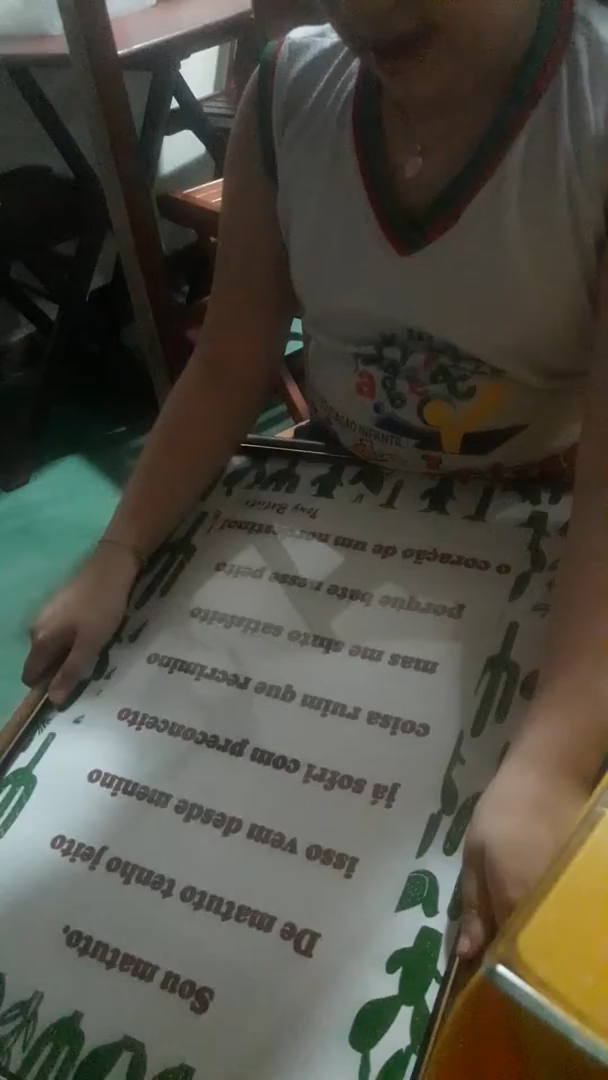 Sou matuto.
De matuto tenho jeito
isso vem desde menino
já sofri com preconceito
coisa ruim que recrimino
mas me sinto satisfeito
porque bate nesse peito
o coração de um nordestino!